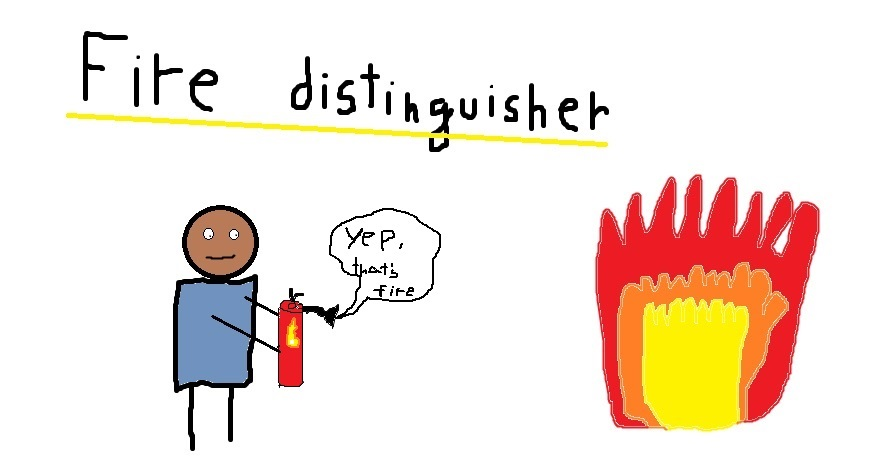 Fire distinguisher
Yep,
that's
fire